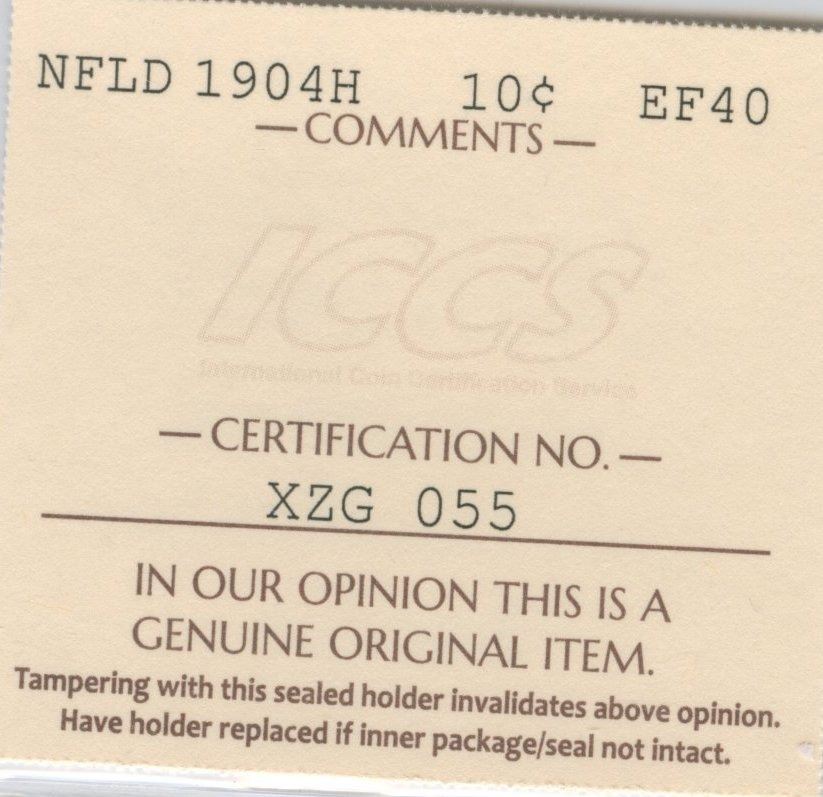 NFLD 1904H 10¢ EF40
— COMMENTS —
ICCS
International Coin Certification Service
— CERTIFICATION NO. —
XZG 055
IN OUR OPINION THIS IS A
GENUINE ORIGINAL ITEM.
Tampering with this sealed holder invalidates above opinion.
Have holder replaced if inner package/seal not intact.